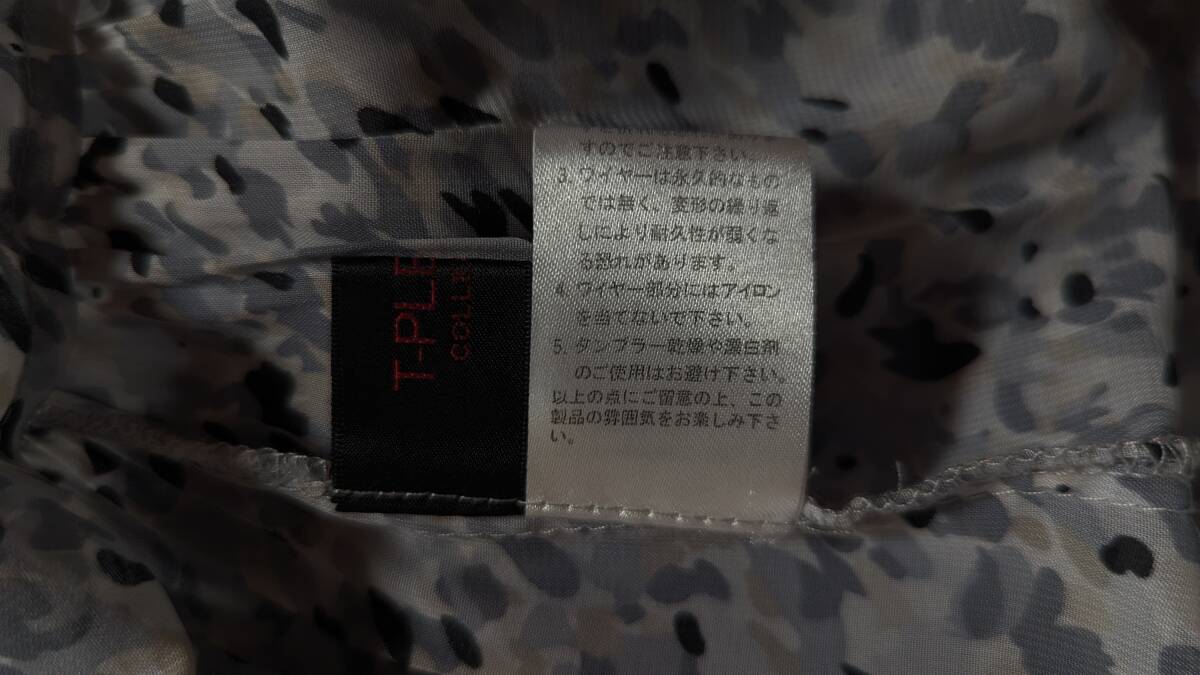 すのでご注意下さい。
3. ワイヤーは永久的なもの
では無く、変形の繰り返
しにより耐久性が弱くな
る恐れがあります。
4. ワイヤー部分にはアイロン
を当てないで下さい。
5. タンブラー乾燥や漂白剤
のご使用はお避け下さい。
以上の点にご留意の上、この
製品の雰囲気をお楽しみ下さ
い。
T-PLE
COLLE